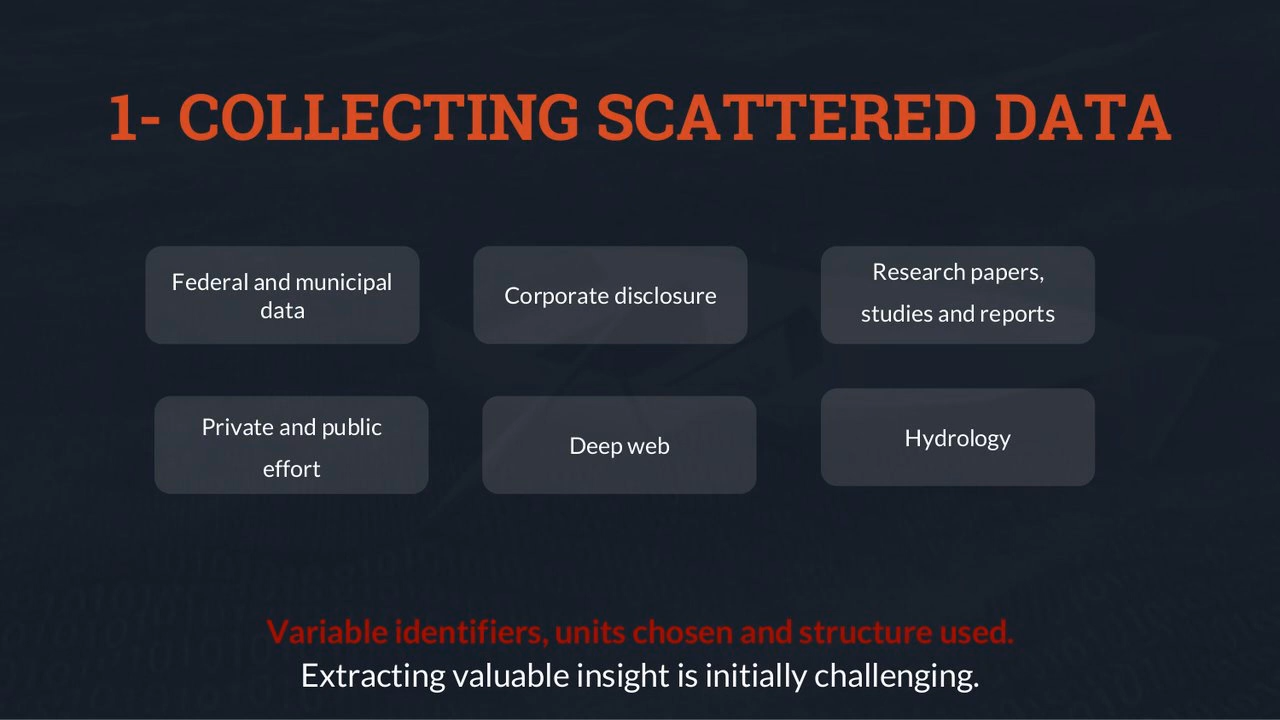 1- COLLECTING SCATTERED DATA
Federal and municipal
data
Corporate disclosure
Research papers,
studies and reports
Private and public
effort
Deep web
Hydrology
Variable identifiers, units chosen and structure used.
Extracting valuable insight is initially challenging.